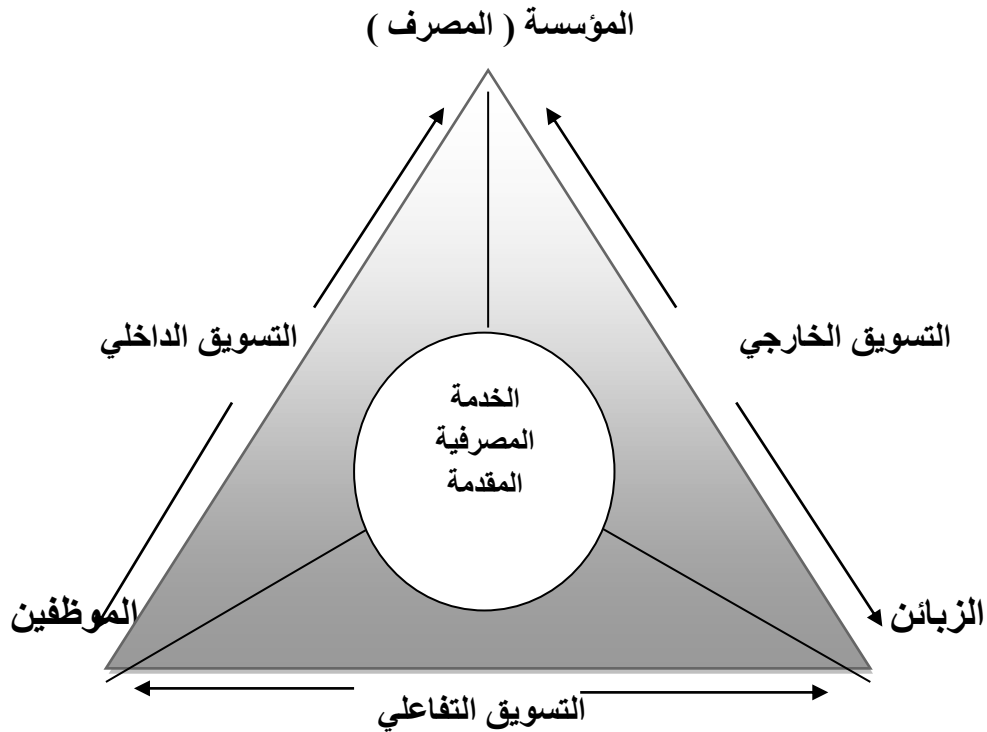 المؤسسة ( المصرف )
التسويق الخارجي
التسويق الداخلي
الخدمة
المصرفية
المقدمة
الزبائن
الموظفين
التسويق التفاعلي